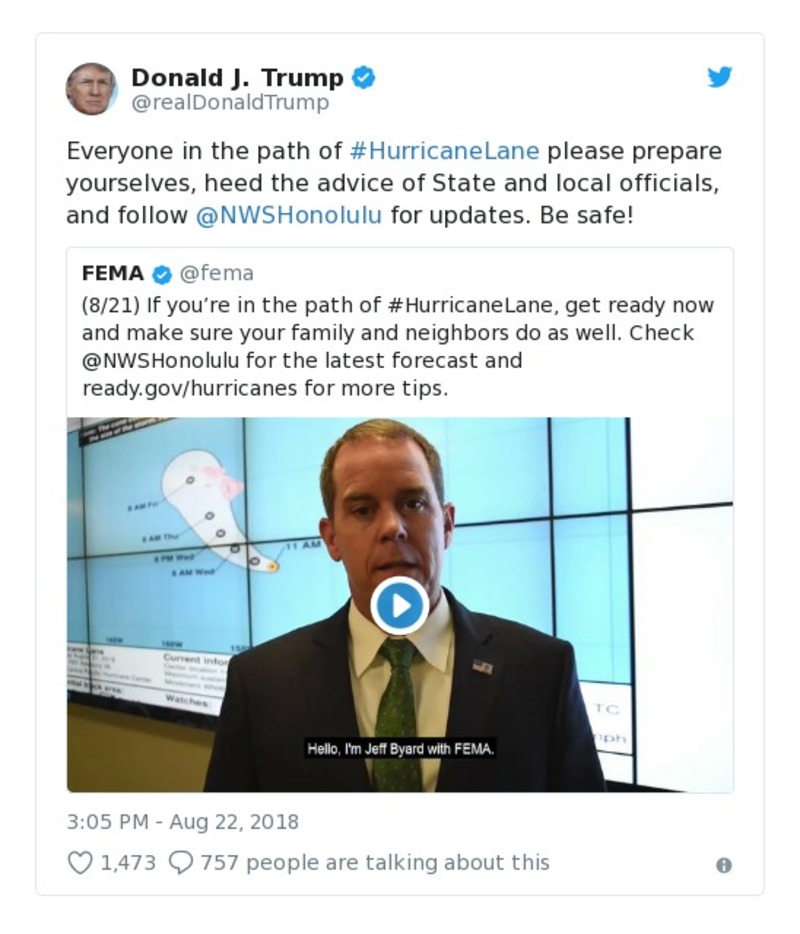 Donald J. Trump
@realDonaldTrump
Everyone in the path of #HurricaneLane please prepare
yourselves, heed the advice of State and local officials,
and follow @NWSHonolulu for updates. Be safe!
FEMA @fema
(8/21) If you’re in the path of #HurricaneLane, get ready now
and make sure your family and neighbors do as well. Check
@NWSHonolulu for the latest forecast and
ready.gov/hurricanes for more tips.
8 AM Fri
8 AM Thu
8 PM Wed
8 AM Wed
11 AM
160W
Current Infor
Watches:
TC
mph
Hello, I'm Jeff Byard with FEMA.
3:05 PM - Aug 22, 2018
1,473 757 people are talking about this